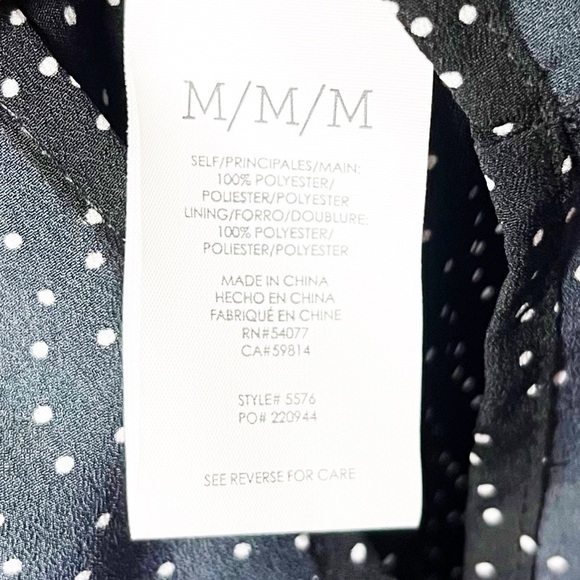 M/M/M
SELF/PRINCIPALES/MAIN:
100% POLYESTER/
POLIESTER/POLYESTER
LINING/FORRO/DOUBLURE:
100% POLYESTER/
POLIESTER/POLYESTER
MADE IN CHINA
HECHO EN CHINA
FABRIQUÉ EN CHINE
RN#54077
CA#59814
STYLE# 5576
PO# 220944
SEE REVERSE FOR CARE